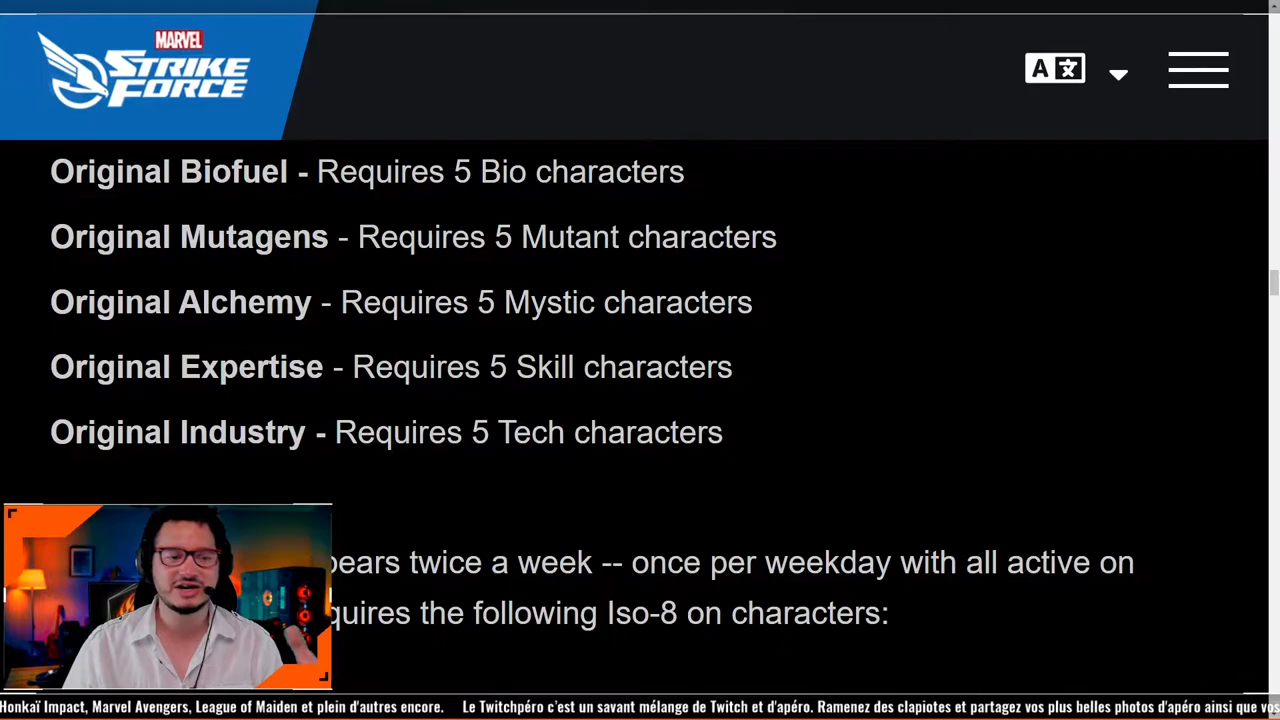 MARVEL
STRIKE
FORCE
A 文
Original Biofuel - Requires 5 Bio characters
Original Mutagens - Requires 5 Mutant characters
Original Alchemy - Requires 5 Mystic characters
Original Expertise - Requires 5 Skill characters
Original Industry - Requires 5 Tech characters
pears twice a week -- once per weekday with all active on
quires the following Iso-8 on characters:
Honkaï Impact, Marvel Avengers, League of Maiden et plein d'autres encore. Le Twitchpéro c'est un savant mélange de Twitch et d'apéro. Ramenez des clapiotes et partagez vos plus belles photos d'apéro ainsi que vos